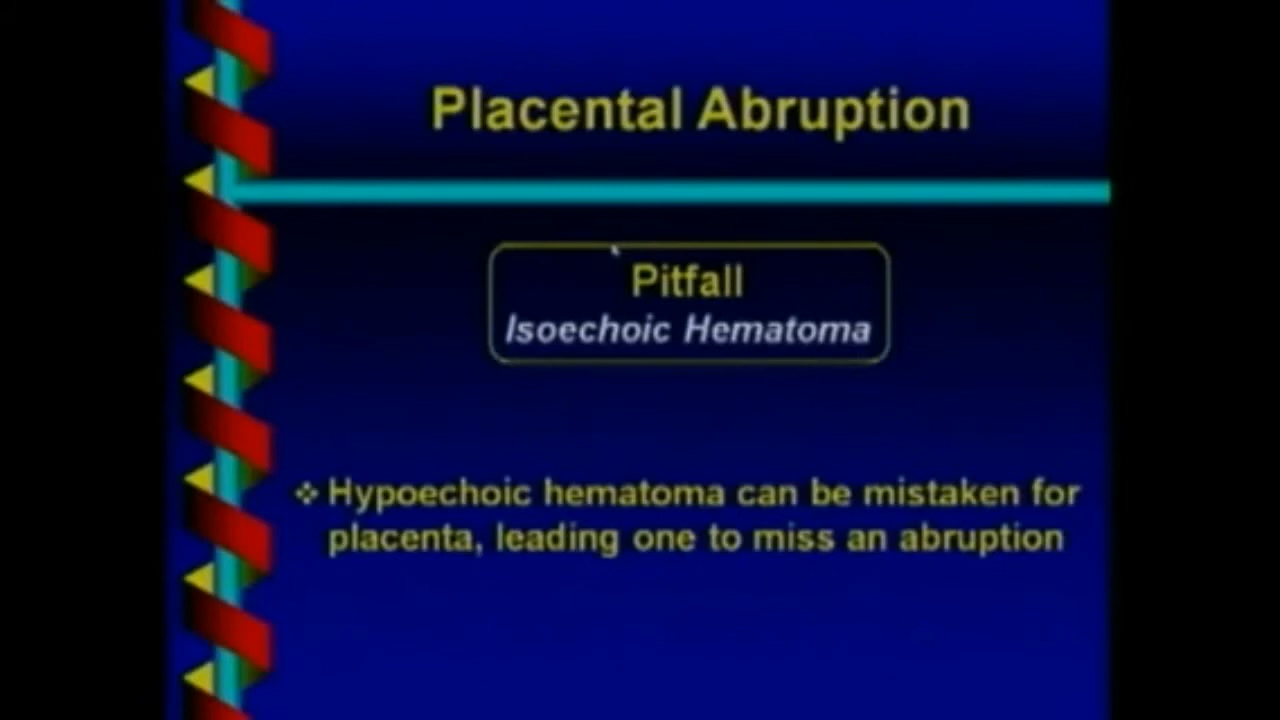 Placental Abruption
Pitfall
Isoechoic Hematoma
❖ Hypoechoic hematoma can be mistaken for
placenta, leading one to miss an abruption